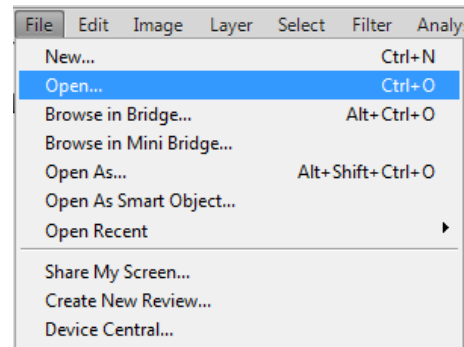 File Edit Image Layer Select Filter Analy
New... Ctrl+N
Open... Ctrl+O
Browse in Bridge... Alt+Ctrl+O
Browse in Mini Bridge...
Open As... Alt+Shift+Ctrl+O
Open As Smart Object...
Open Recent
Share My Screen...
Create New Review...
Device Central...